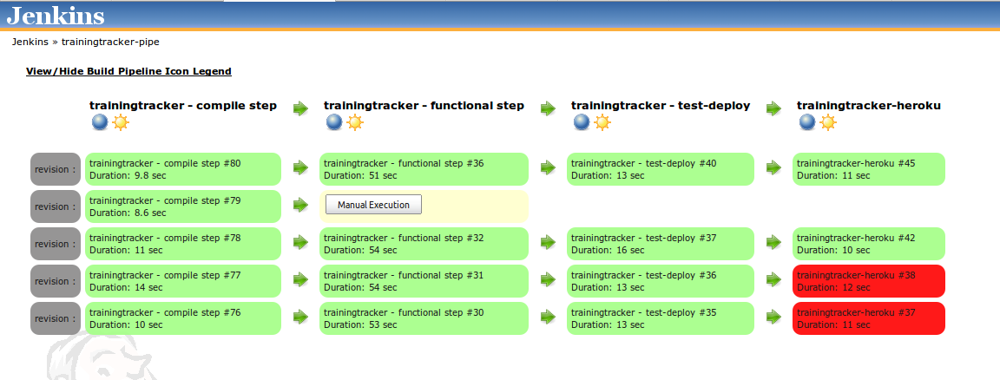 Jenkins
Jenkins » trainingtracker-pipe
View/Hide Build Pipeline Icon Legend
trainingtracker - compile step
trainingtracker - functional step
trainingtracker - test-deploy
trainingtracker-heroku
revision :
trainingtracker - compile step #80
Duration: 9.8 sec
trainingtracker - functional step #36
Duration: 51 sec
trainingtracker - test-deploy #40
Duration: 13 sec
trainingtracker-heroku #45
Duration: 11 sec
revision :
trainingtracker - compile step #79
Duration: 8.6 sec
Manual Execution
revision :
trainingtracker - compile step #78
Duration: 11 sec
trainingtracker - functional step #32
Duration: 54 sec
trainingtracker - test-deploy #37
Duration: 16 sec
trainingtracker-heroku #42
Duration: 10 sec
revision :
trainingtracker - compile step #77
Duration: 14 sec
trainingtracker - functional step #31
Duration: 54 sec
trainingtracker - test-deploy #36
Duration: 13 sec
trainingtracker-heroku #38
Duration: 12 sec
revision :
trainingtracker - compile step #76
Duration: 10 sec
trainingtracker - functional step #30
Duration: 53 sec
trainingtracker - test-deploy #35
Duration: 13 sec
trainingtracker-heroku #37
Duration: 11 sec